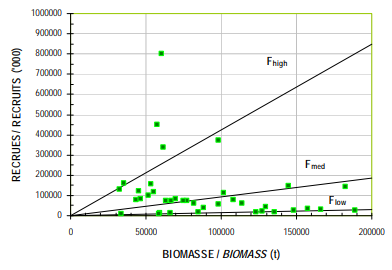 RECRUES / RECRUITS ('000)
1000000
900000
800000
700000
600000
500000
400000
300000
200000
100000
0
Fhigh
Fmed
Flow
0 50000 100000 150000 200000
BIOMASSE / BIOMASS (t)